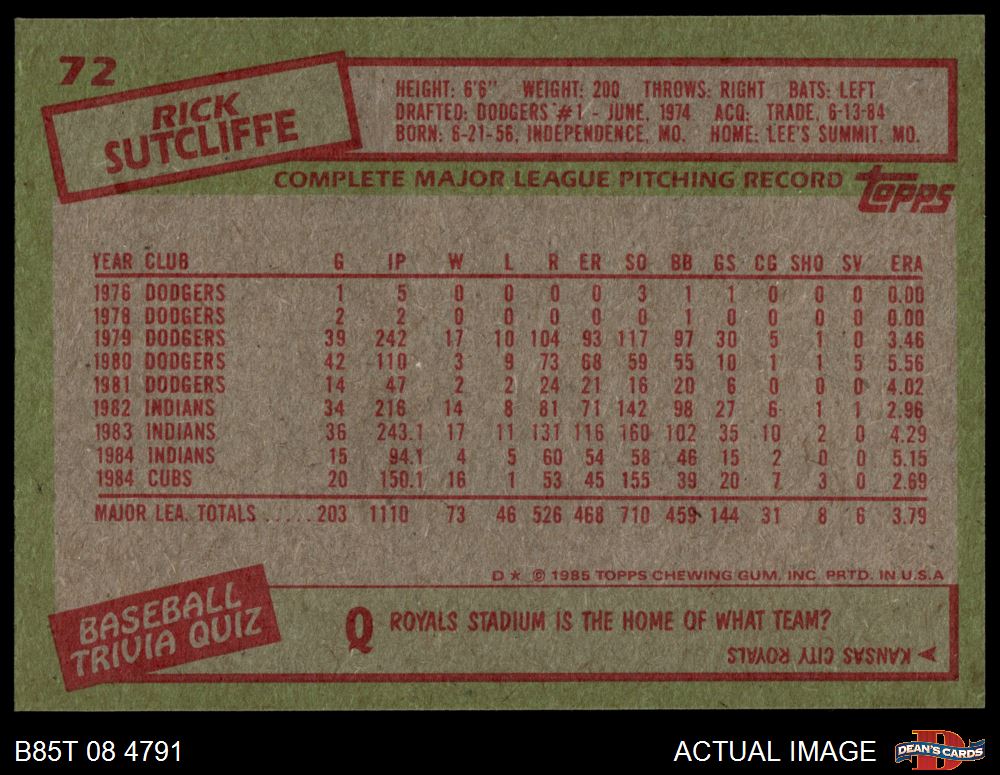 72
RICK
SUTCLIFFE
HEIGHT: 6'6" WEIGHT: 200 THROWS: RIGHT BATS: LEFT
DRAFTED: DODGERS #1 - JUNE, 1974 ACQ: TRADE, 6-13-84
BORN: 6-21-56, INDEPENDENCE, MO. HOME: LEE'S SUMMIT, MO.
COMPLETE MAJOR LEAGUE PITCHING RECORD
topps
YEAR CLUB G IP W L R ER SO BB GS CG SHO SV ERA
1976 DODGERS 1 5 0 0 0 0 3 1 1 0 0 0 0.00
1978 DODGERS 2 2 0 0 0 0 0 1 0 0 0 0 0.00
1979 DODGERS 39 242 17 10 104 93 117 97 30 5 1 0 3.46
1980 DODGERS 42 110 3 9 73 68 59 55 10 1 1 5 5.56
1981 DODGERS 14 47 2 2 24 21 16 20 6 0 0 0 4.02
1982 INDIANS 34 216 14 8 81 71 142 98 27 6 1 1 2.96
1983 INDIANS 36 243.1 17 11 131 116 160 102 35 10 2 0 4.29
1984 INDIANS 15 94.1 4 5 60 54 58 46 15 2 0 0 5.15
1984 CUBS 20 150.1 16 1 53 45 155 39 20 7 3 0 2.69
MAJOR LEA. TOTALS ...... 203 1110 73 46 526 468 710 459 144 31 8 6 3.79
D ★ © 1985 TOPPS CHEWING GUM, INC. PRTD. IN U.S.A
BASEBALL
TRIVIA QUIZ
Q ROYALS STADIUM IS THE HOME OF WHAT TEAM?
KANSAS CITY ROYALS
B85T 08 4791
ACTUAL IMAGE
D
DEAN'S CARDS